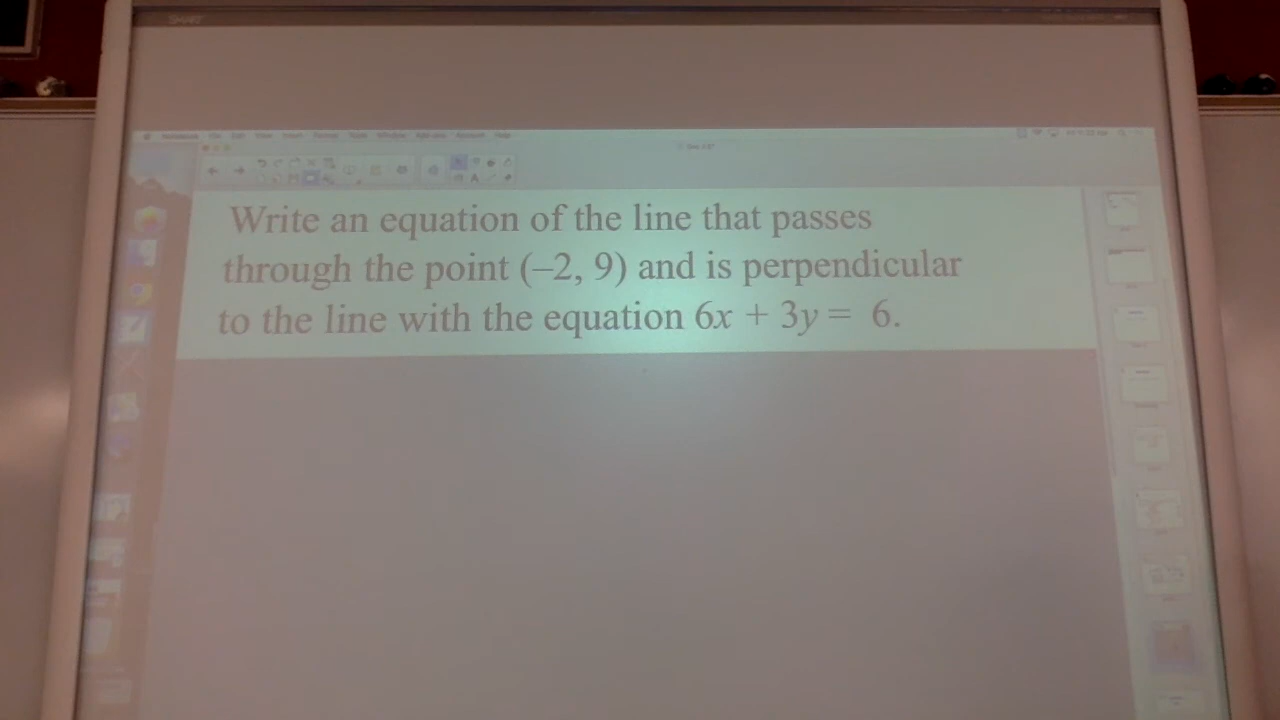 SMART
Write an equation of the line that passes
through the point (–2, 9) and is perpendicular
to the line with the equation 6x + 3y = 6.